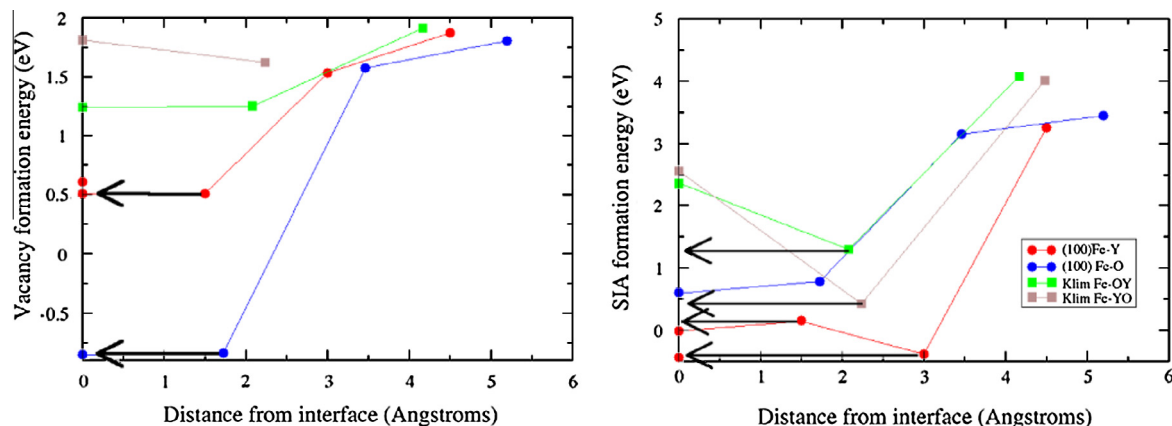 Vacancy formation energy (eV)
2
1.5
1
0.5
0
-0.5
0 1 2 3 4 5 6
Distance from interface (Angstroms)
SIA formation energy (eV)
5
4
3
2
1
0
0 1 2 3 4 5 6
Distance from interface (Angstroms)
(100)Fe-Y
(100) Fe-O
Klim Fe-OY
Klim Fe-YO